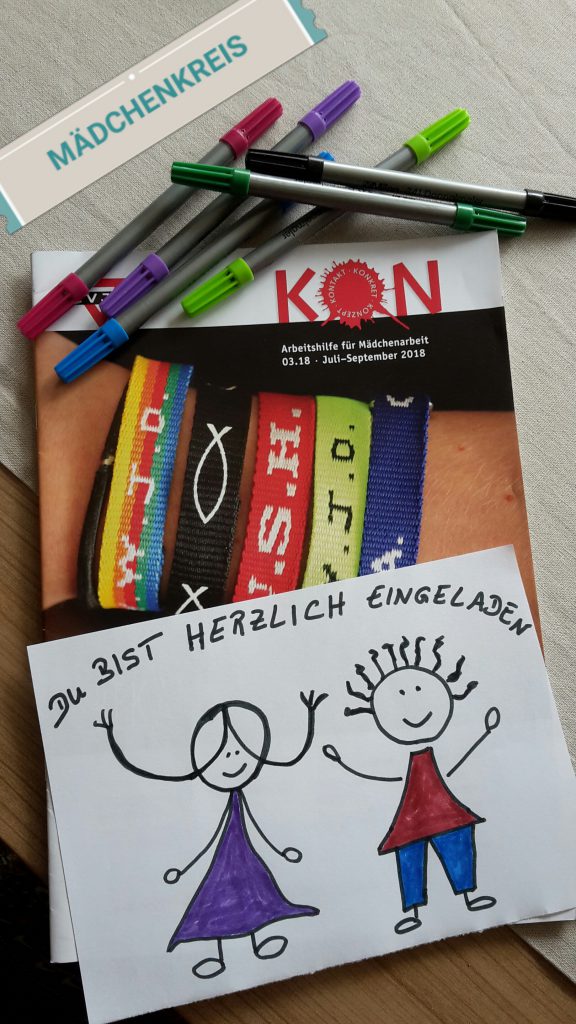 MÄDCHENKREIS
KON
KONTAKT · KONKRET
KONZEPT
Arbeitshilfe für Mädchenarbeit
03.18 · Juli–September 2018
W.J.D.
.S.H.
.J.D.
DU BIST HERZLICH EINGELADEN